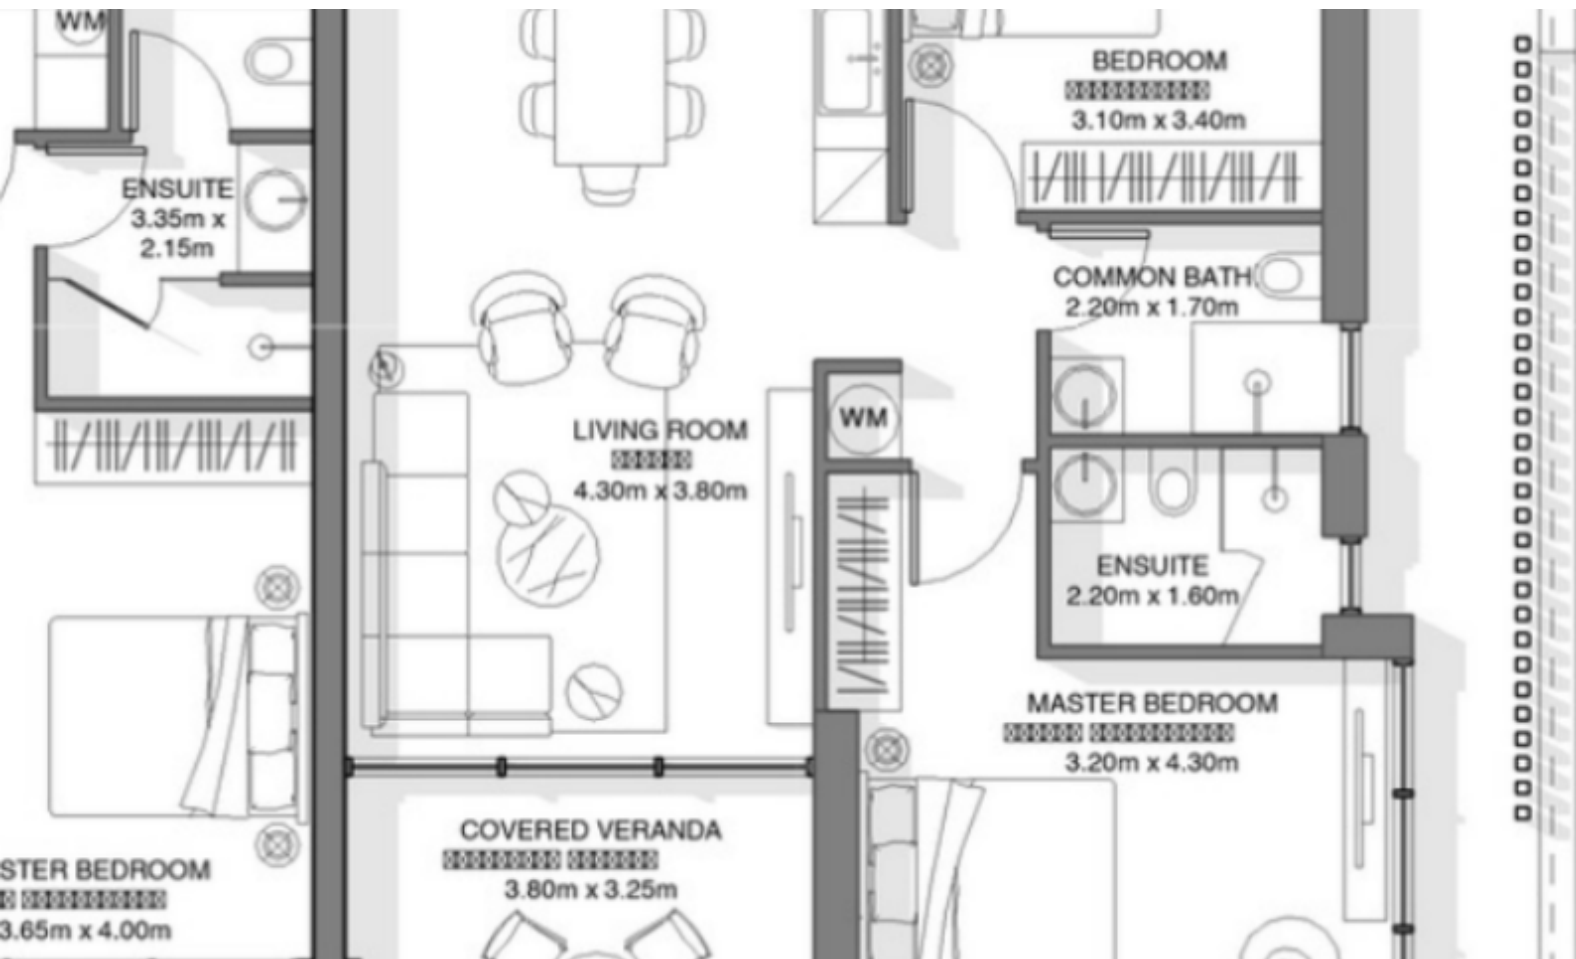 WM
BEDROOM
3.10m x 3.40m
ENSUITE
3.35m x
2.15m
COMMON BATH
2.20m x 1.70m
WM
LIVING ROOM
4.30m x 3.80m
ENSUITE
2.20m x 1.60m
MASTER BEDROOM
3.20m x 4.30m
COVERED VERANDA
3.80m x 3.25m
STER BEDROOM
3.65m x 4.00m